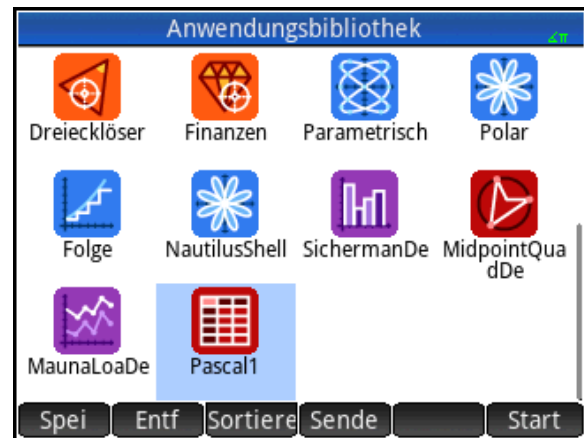 Anwendungsbibliothek
∡π
Dreiecklöser Finanzen Parametrisch Polar
Folge NautilusShell SichermanDe MidpointQua
dDe
MaunaLoaDe Pascal1
Spei Entf Sortiere Sende Start